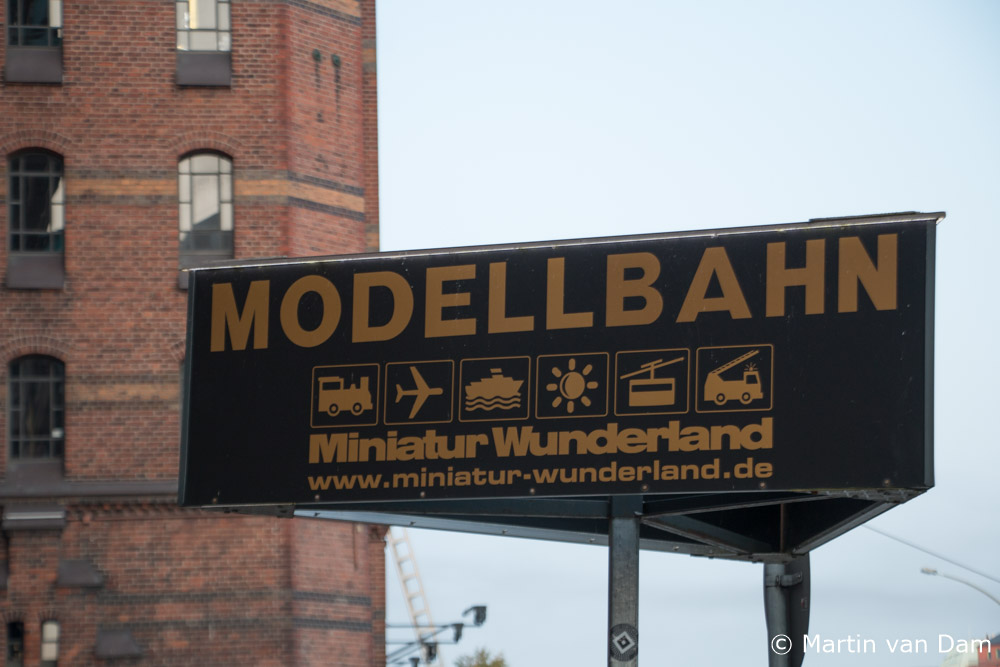 MODELLBAHN
Miniatur Wunderland
www.miniatur-wunderland.de
© Martin van Dam